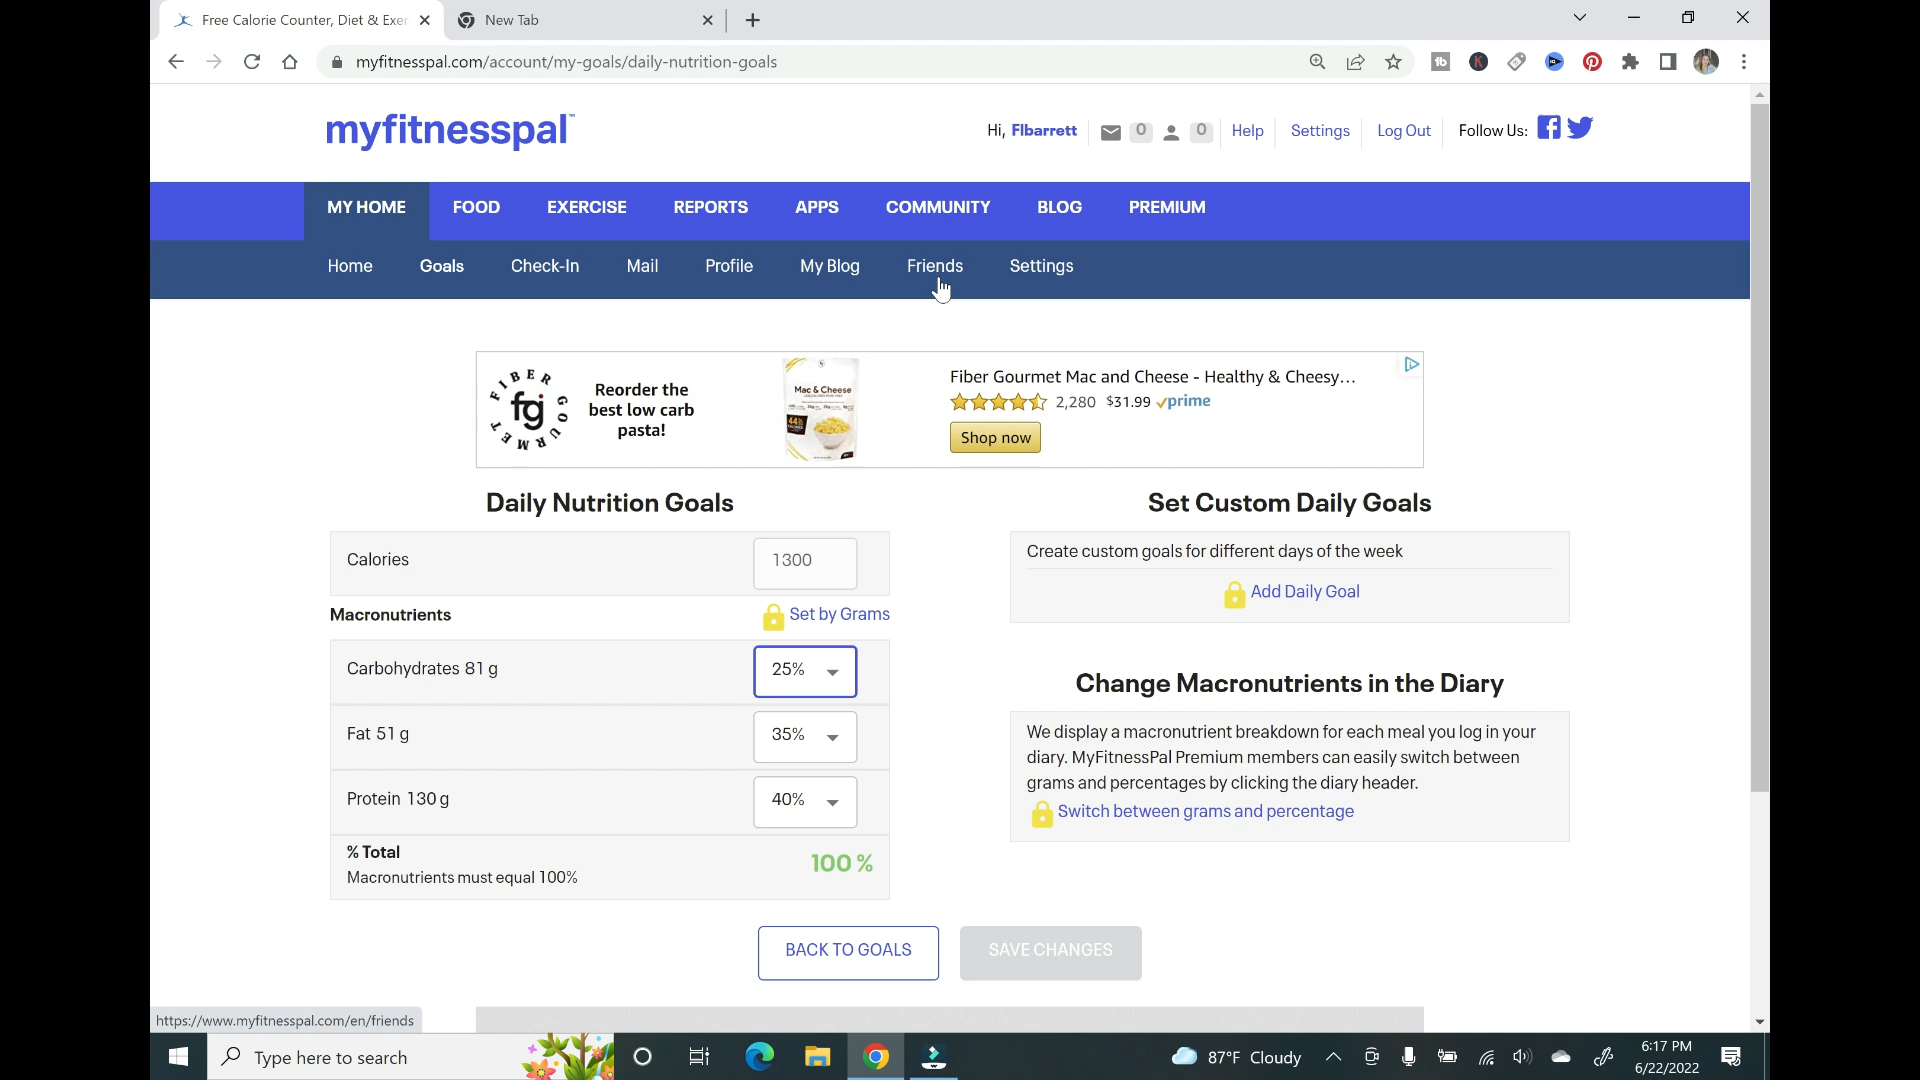 Free Calorie Counter, Diet & Exer
New Tab
myfitnesspal.com/account/my-goals/daily-nutrition-goals
myfitnesspal
Hi, Flbarrett
0
0
Help
Settings
Log Out
Follow Us:
MY HOME
FOOD
EXERCISE
REPORTS
APPS
COMMUNITY
BLOG
PREMIUM
Home
Goals
Check-In
Mail
Profile
My Blog
Friends
Settings
FIBER GOURMET
fg
Reorder the
best low carb
pasta!
Mac & Cheese
Fiber Gourmet Mac and Cheese - Healthy & Cheesy...
2,280 $31.99 prime
Shop now
Daily Nutrition Goals
Calories 1300
Macronutrients Set by Grams
Carbohydrates 81 g 25%
Fat 51 g 35%
Protein 130 g 40%
% Total
Macronutrients must equal 100%
100 %
Set Custom Daily Goals
Create custom goals for different days of the week
Add Daily Goal
Change Macronutrients in the Diary
We display a macronutrient breakdown for each meal you log in your
diary. MyFitnessPal Premium members can easily switch between
grams and percentages by clicking the diary header.
Switch between grams and percentage
BACK TO GOALS
SAVE CHANGES
https://www.myfitnesspal.com/en/friends
Type here to search
87°F Cloudy
6:17 PM
6/22/2022